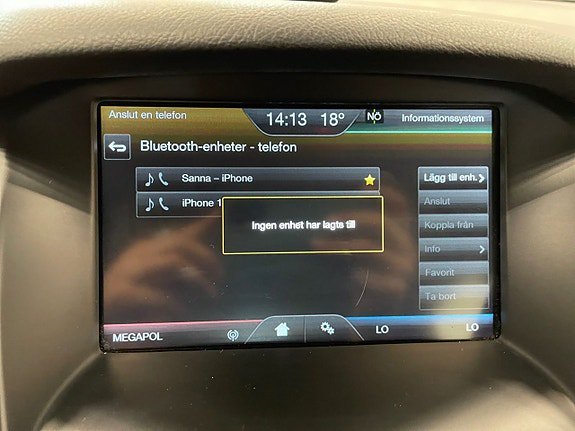 Anslut en telefon
14:13 18° NÖ
Informationssystem
Bluetooth-enheter - telefon
Sanna – iPhone
iPhone 1
Ingen enhet har lagts till
Lägg till enh.
Anslut
Koppla från
Info
Favorit
Ta bort
MEGAPOL
LO
LO